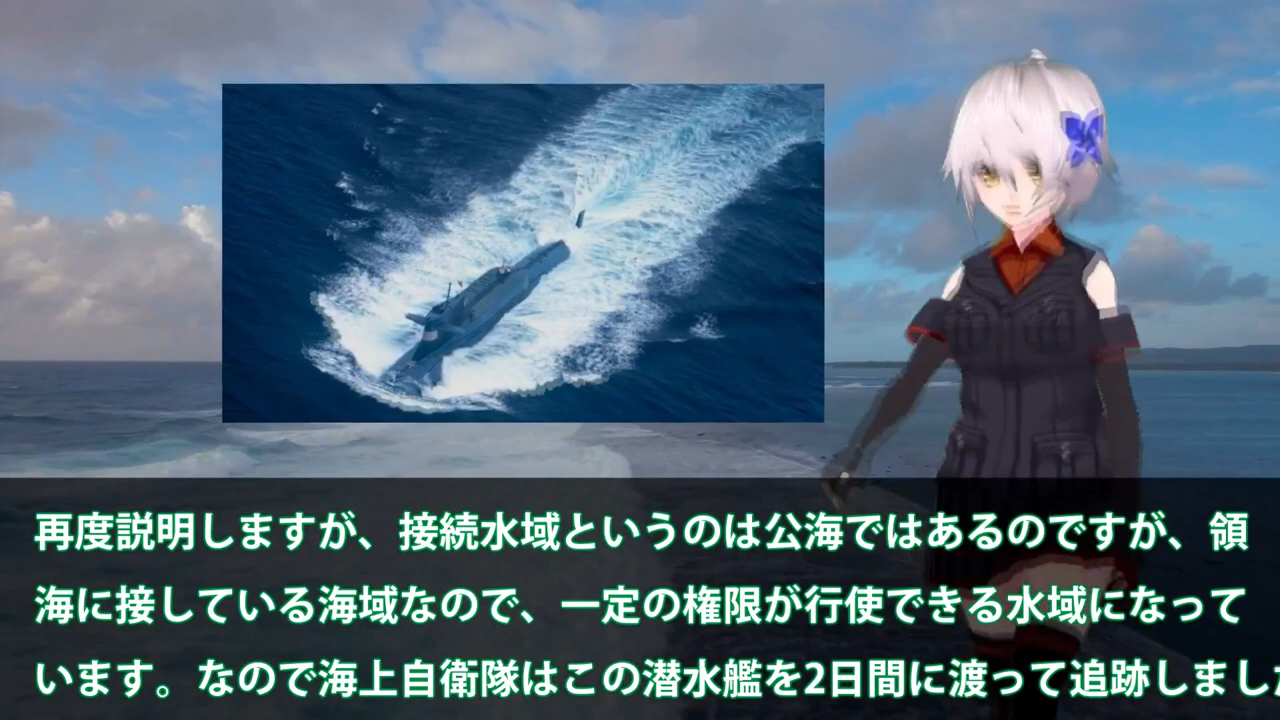 再度説明しますが、接続水域というのは公海ではあるのですが、領
海に接している海域なので、一定の権限が行使できる水域になって
います。なので海上自衛隊はこの潜水艦を2日間に渡って追跡しまし